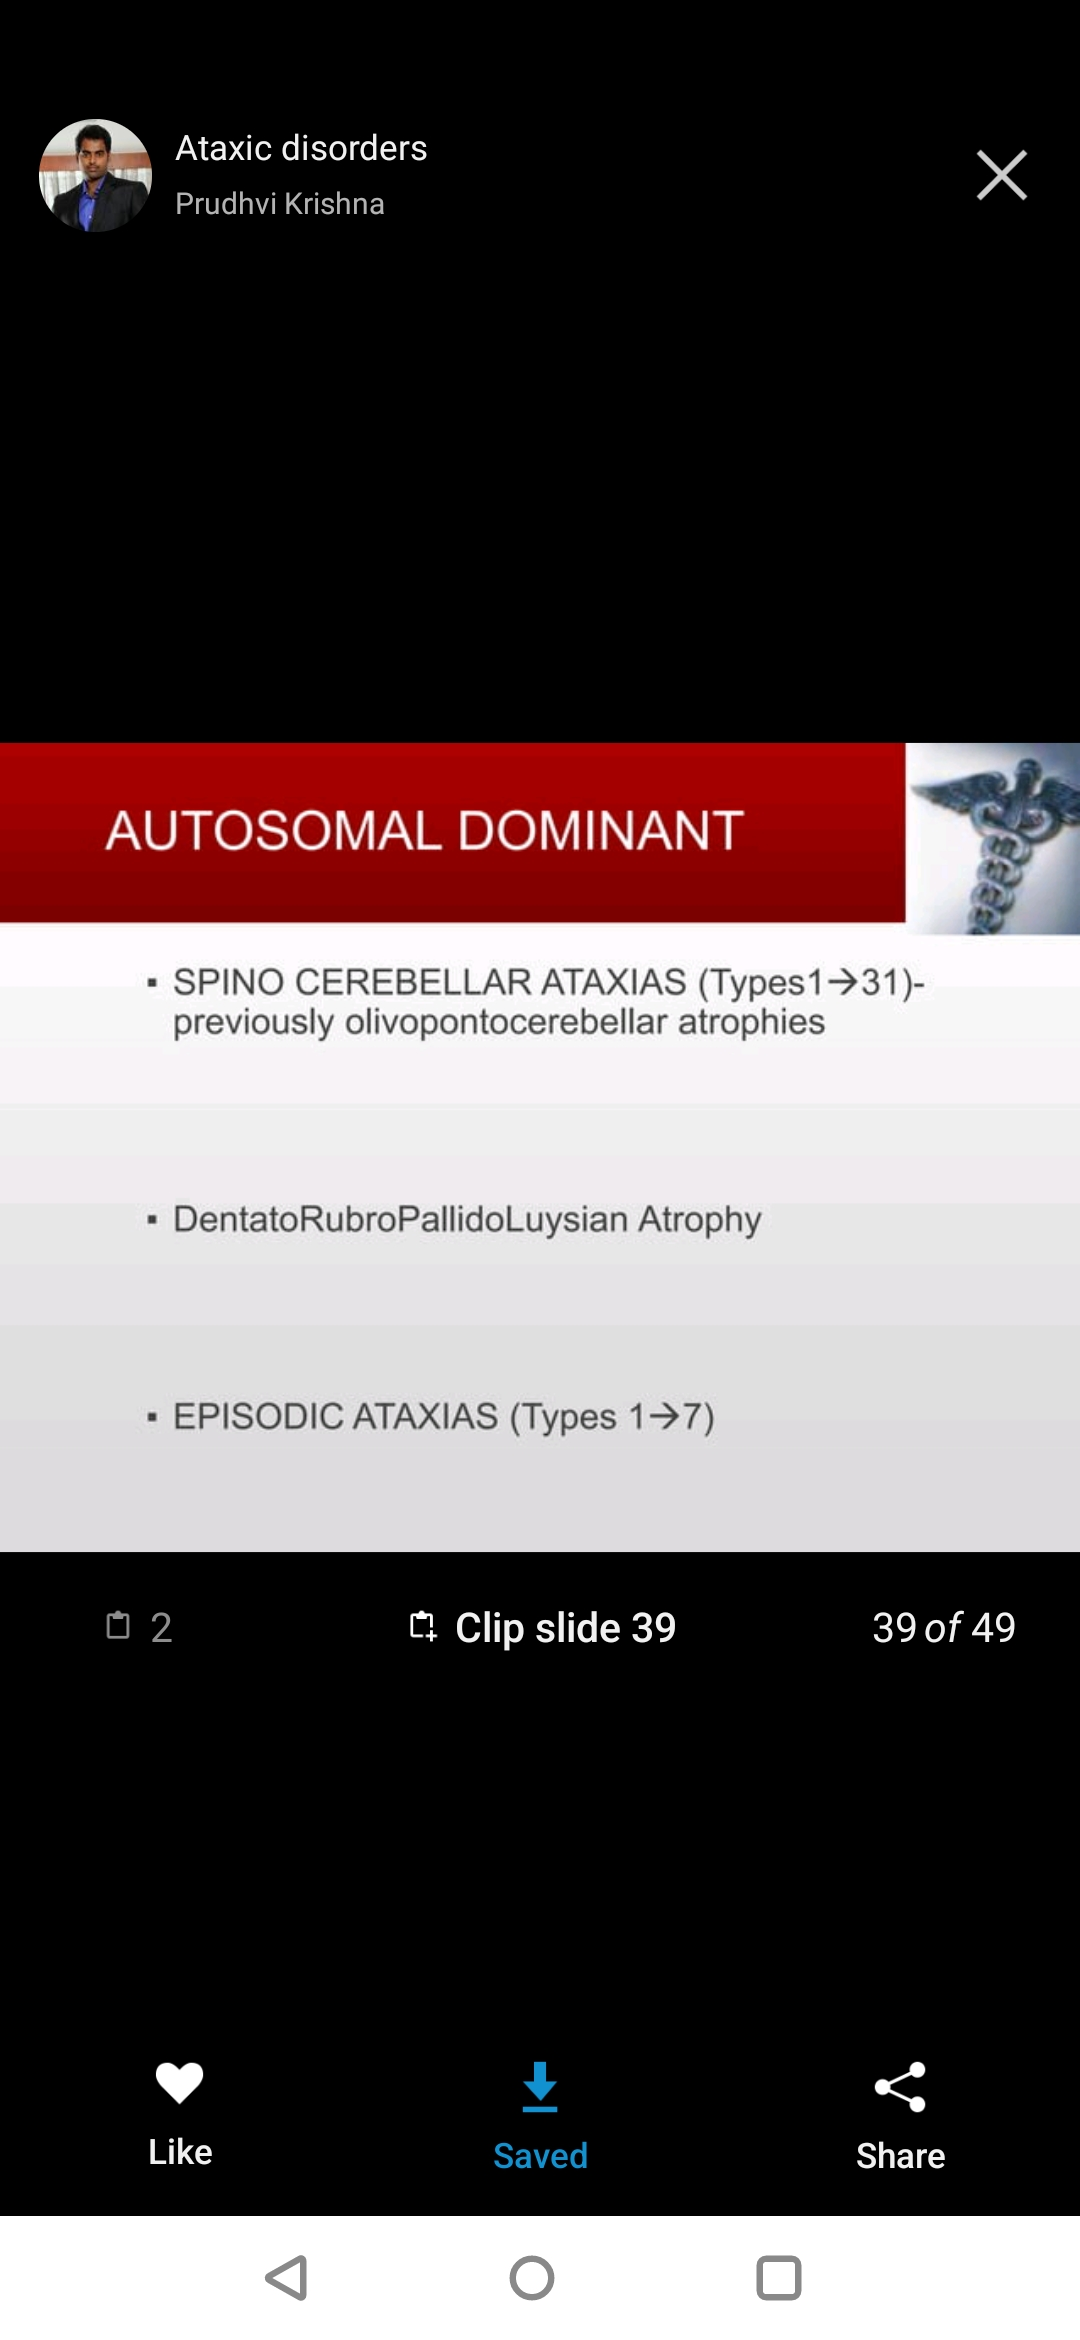 Ataxic disorders
Prudhvi Krishna
AUTOSOMAL DOMINANT
▪ SPINO CEREBELLAR ATAXIAS (Types1→31)-
previously olivopontocerebellar atrophies
▪ DentatoRubroPallidoLuysian Atrophy
▪ EPISODIC ATAXIAS (Types 1→7)
2 Clip slide 39 39 of 49
Like Saved Share